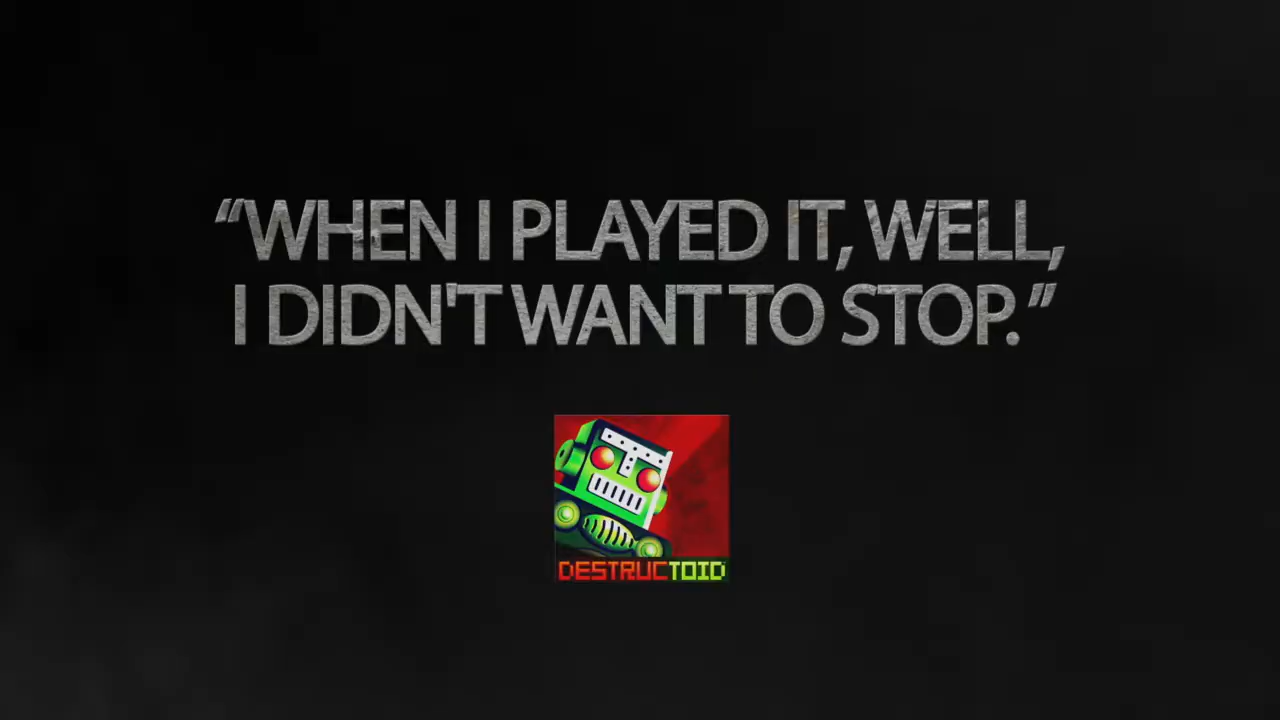 “WHEN I PLAYED IT, WELL,
I DIDN'T WANT TO STOP.”
DESTRUCTOID